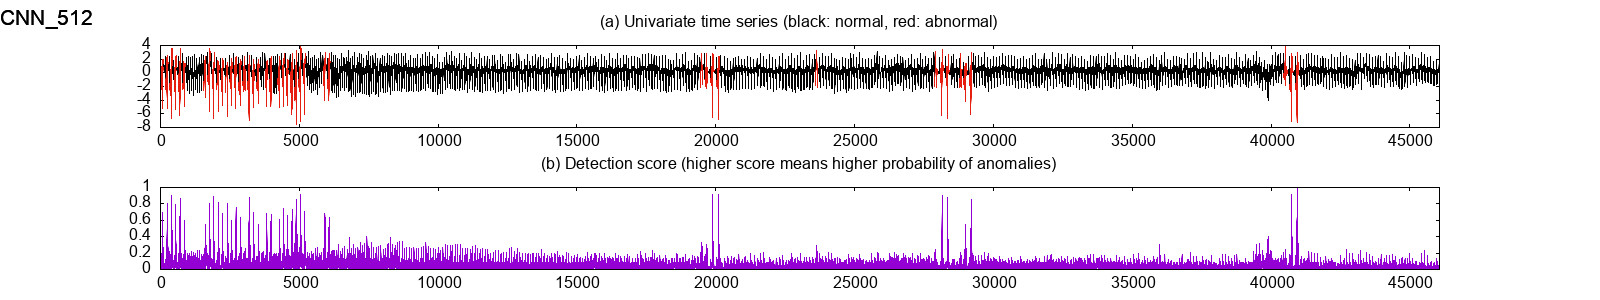 CNN_512
(a) Univariate time series (black: normal, red: abnormal)
4
2
0
-2
-4
-6
-8
0 5000 10000 15000 20000 25000 30000 35000 40000 45000
(b) Detection score (higher score means higher probability of anomalies)
1
0.8
0.6
0.4
0.2
0
0 5000 10000 15000 20000 25000 30000 35000 40000 45000